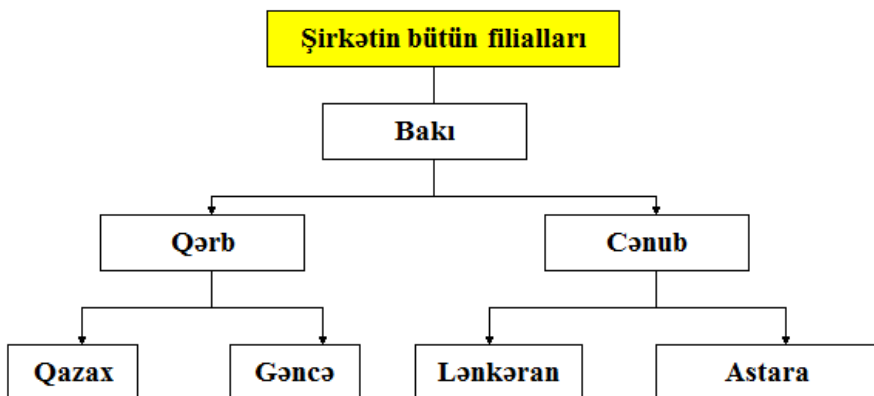 Şirkətin bütün filialları
Bakı
Qərb
Cənub
Qazax
Gəncə
Lənkəran
Astara